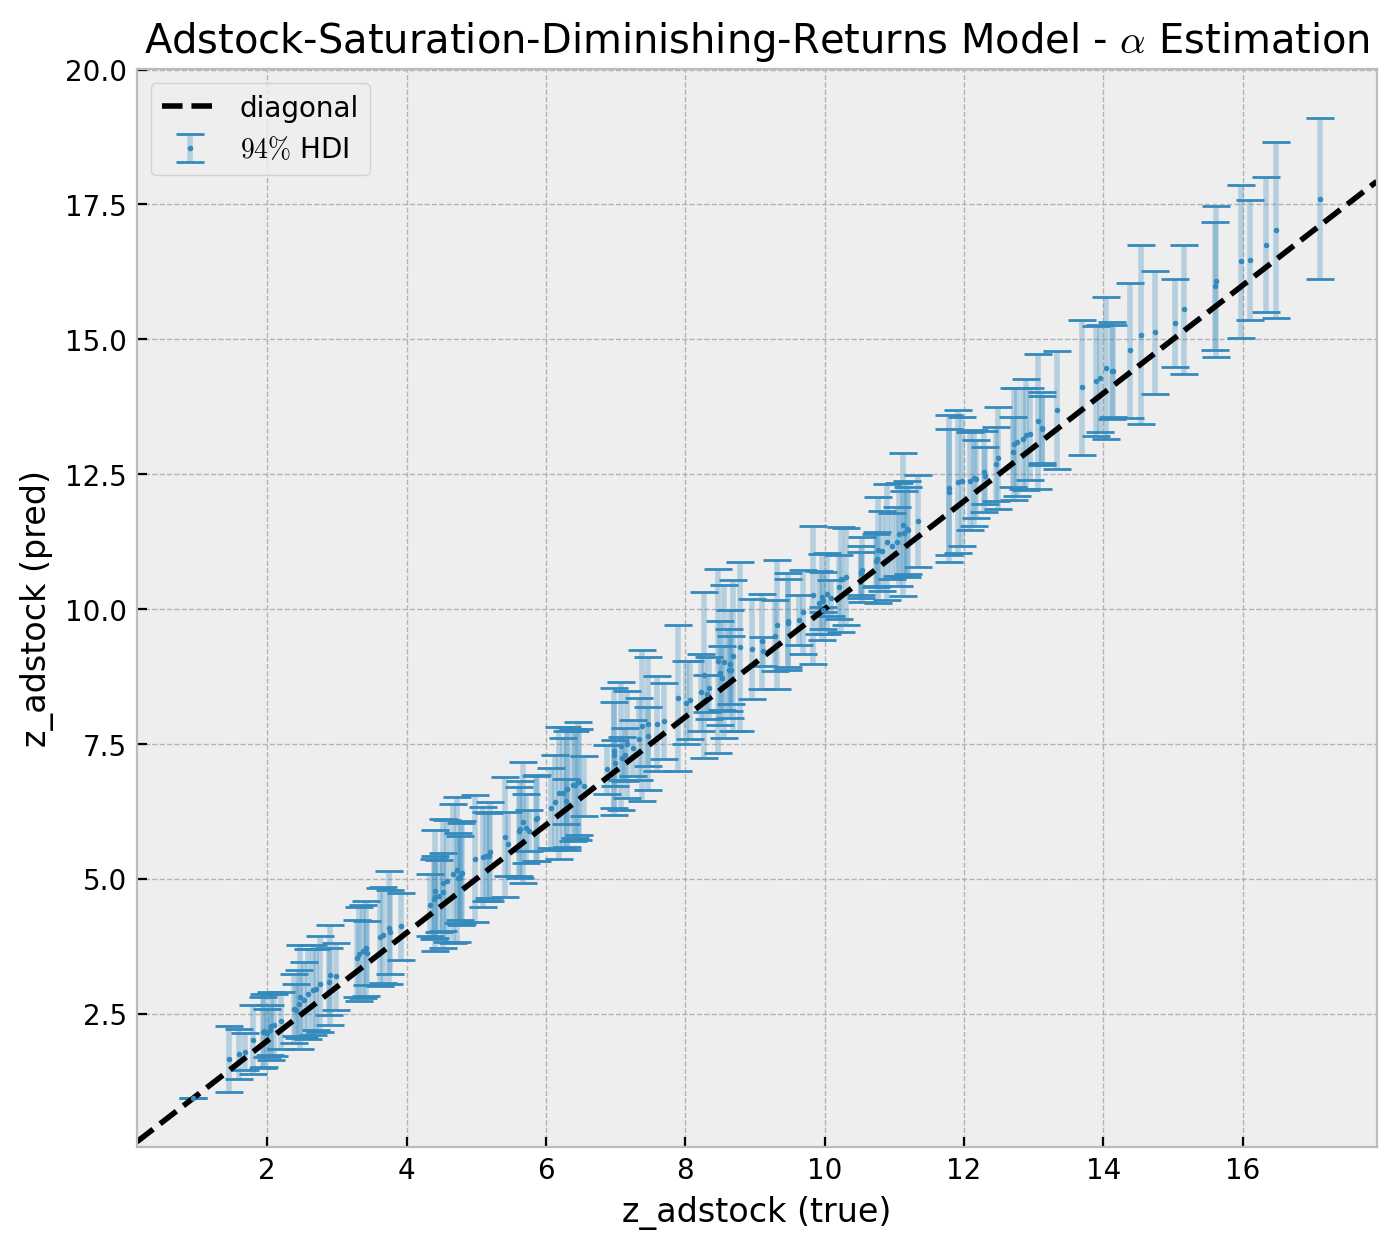 Adstock-Saturation-Diminishing-Returns Model - α Estimation
diagonal
94% HDI
20.0
17.5
15.0
12.5
10.0
7.5
5.0
2.5
z_adstock (pred)
2 4 6 8 10 12 14 16
z_adstock (true)